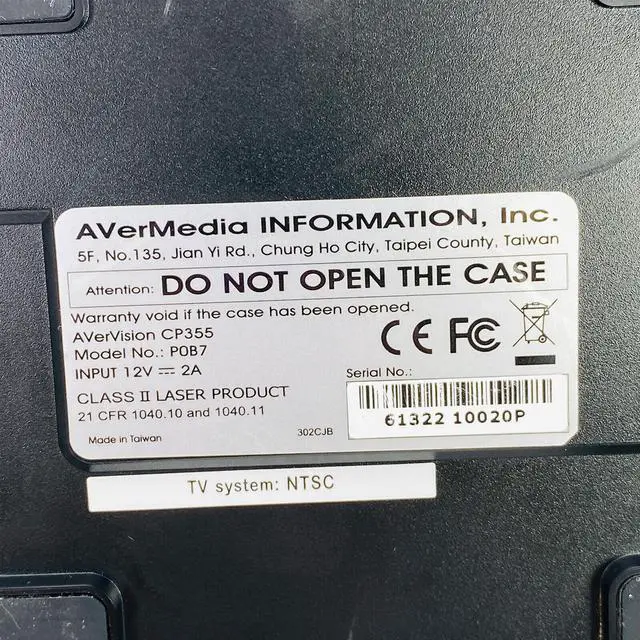 AVerMedia INFORMATION, Inc.
5F, No.135, Jian Yi Rd., Chung Ho City, Taipei County, Taiwan
Attention: DO NOT OPEN THE CASE
Warranty void if the case has been opened.
AVerVision CP355
Model No.: P0B7
INPUT 12V ⎓ 2A
CE FC
CLASS II LASER PRODUCT
21 CFR 1040.10 and 1040.11
Serial No.:
61322 10020P
Made in Taiwan
302CJB
TV system: NTSC